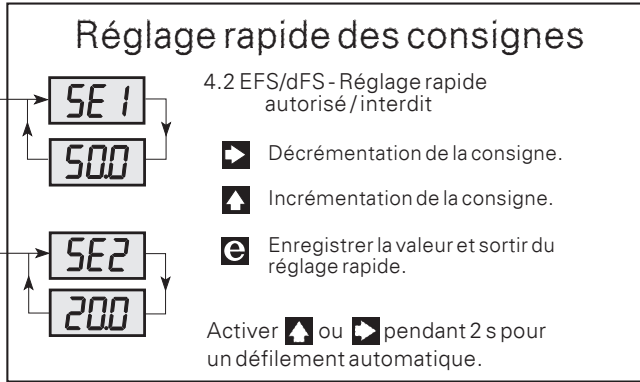 Réglage rapide des consignes
SE1
50.0
4.2 EFS/dFS - Réglage rapide
autorisé / interdit
Décrémentation de la consigne.
Incrémentation de la consigne.
e Enregistrer la valeur et sortir du
réglage rapide.
SE2
20.0
Activer ou pendant 2 s pour
un défilement automatique.